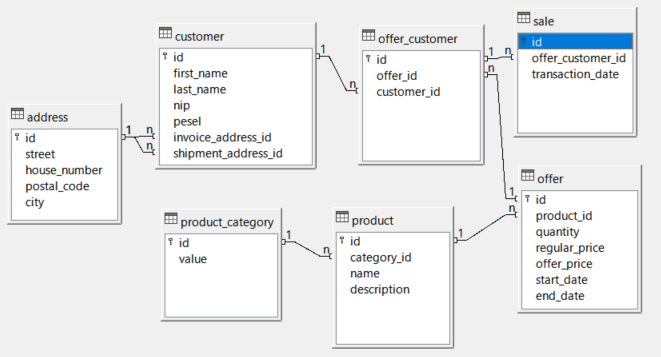 customer
id
first_name
last_name
nip
pesel
invoice_address_id
shipment_address_id
offer_customer
id
offer_id
customer_id
sale
id
offer_customer_id
transaction_date
address
id
street
house_number
postal_code
city
product_category
id
value
product
id
category_id
name
description
offer
id
product_id
quantity
regular_price
offer_price
start_date
end_date
1
n
n
1
n
1
n
n
1
1
n
1
n